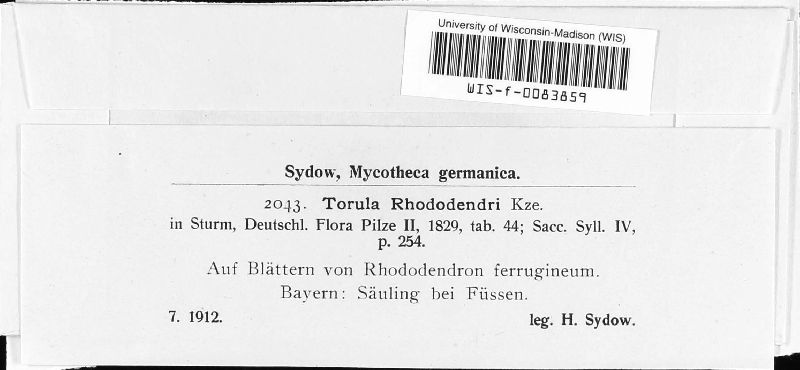 University of Wisconsin-Madison (WIS)
WIS-f-0083859
Sydow, Mycotheca germanica.
2043. Torula Rhododendri Kze.
in Sturm, Deutschl. Flora Pilze II, 1829, tab. 44; Sacc. Syll. IV,
p. 254.
Auf Blättern von Rhododendron ferrugineum.
Bayern: Säuling bei Füssen.
7. 1912. leg. H. Sydow.